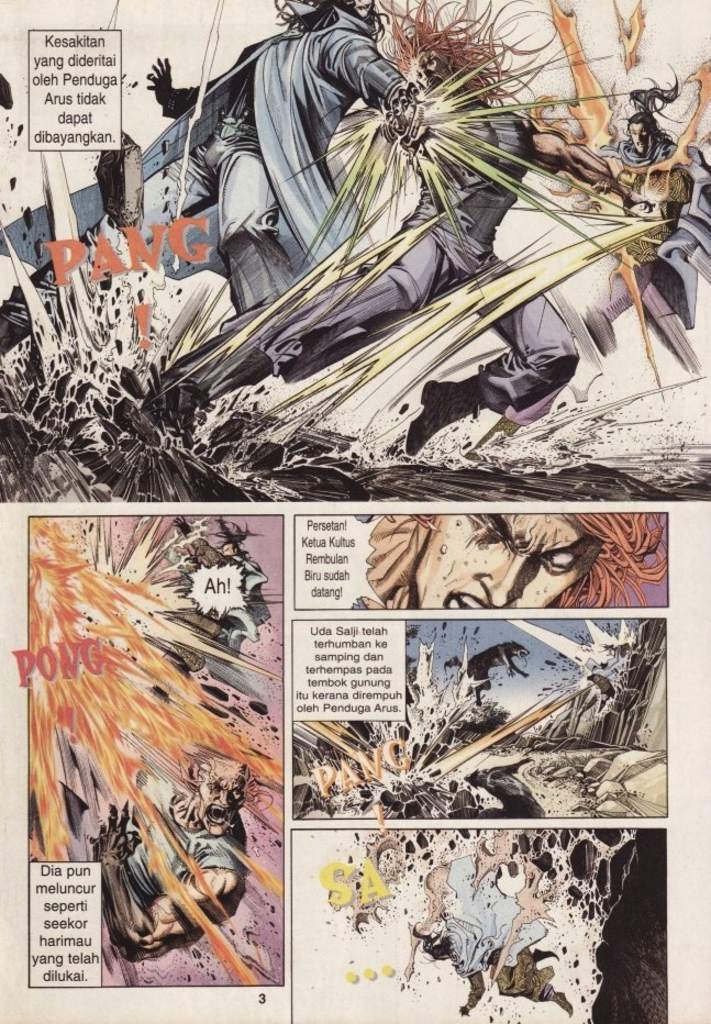 Kesakitan
yang dideritai
oleh Penduga
Arus tidak
dapat
dibayangkan.
PANG
!
Ah!
PONG
!
Dia pun
meluncur
seperti
seekor
harimau
yang telah
dilukai.
Persetan!
Ketua Kultus
Rembulan
Biru sudah
datang!
Uda Salji telah
terhumban ke
samping dan
terhempas pada
tembok gunung
itu kerana dirempuh
oleh Penduga Arus.
PANG
!
SA
...
3